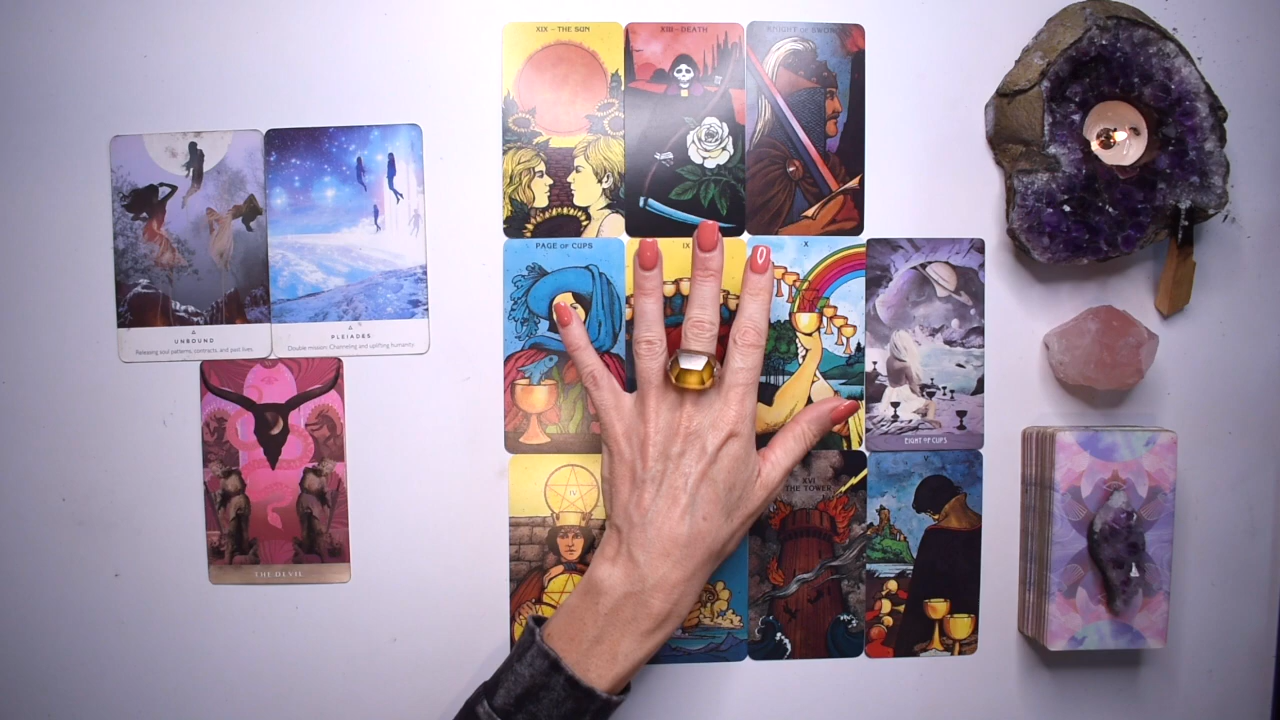 XIX – THE SUN
XIII – DEATH
KNIGHT OF SWORDS
UNBOUND
Releasing soul patterns, contracts, and past lives.
PLEIADES
Double mission: Channeling and uplifting humanity.
PAGE OF CUPS
IX
X
EIGHT OF CUPS
THE DEVIL
IV
XVI
THE TOWER
V